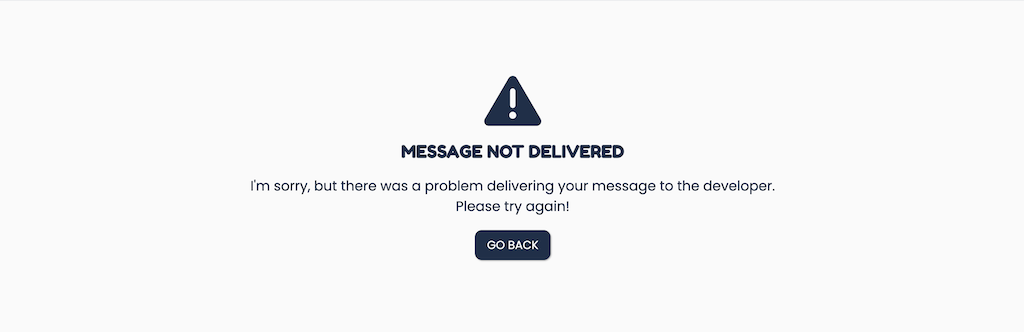 MESSAGE NOT DELIVERED
I'm sorry, but there was a problem delivering your message to the developer.
Please try again!
GO BACK